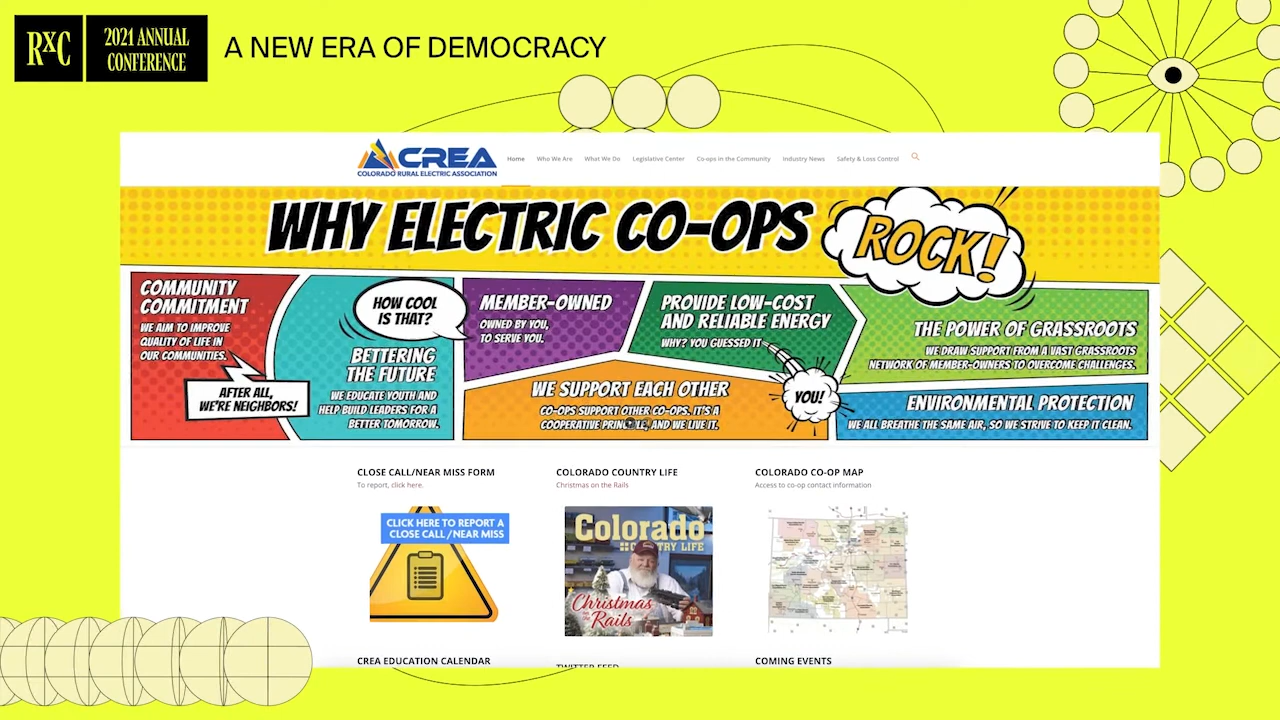 RxC
2021 ANNUAL
CONFERENCE
A NEW ERA OF DEMOCRACY
CREA
COLORADO RURAL ELECTRIC ASSOCIATION
Home
Who We Are
What We Do
Legislative Center
Co-ops in the Community
Industry News
Safety & Loss Control
WHY ELECTRIC CO-OPS
ROCK!
COMMUNITY
COMMITMENT
WE AIM TO IMPROVE
QUALITY OF LIFE IN
OUR COMMUNITIES.
AFTER ALL,
WE'RE NEIGHBORS!
HOW COOL
IS THAT?
BETTERING
THE FUTURE
WE EDUCATE YOUTH AND
HELP BUILD LEADERS FOR A
BETTER TOMORROW.
MEMBER-OWNED
OWNED BY YOU,
TO SERVE YOU.
PROVIDE LOW-COST
AND RELIABLE ENERGY
WHY? YOU GUESSED IT
YOU!
WE SUPPORT EACH OTHER
CO-OPS SUPPORT OTHER CO-OPS. IT'S A
COOPERATIVE PRINCIPLE, AND WE LIVE IT.
THE POWER OF GRASSROOTS
WE DRAW SUPPORT FROM A VAST GRASSROOTS
NETWORK OF MEMBER-OWNERS TO OVERCOME CHALLENGES.
ENVIRONMENTAL PROTECTION
WE ALL BREATHE THE SAME AIR, SO WE STRIVE TO KEEP IT CLEAN.
CLOSE CALL/NEAR MISS FORM
To report, click here.
CLICK HERE TO REPORT A
CLOSE CALL/NEAR MISS
COLORADO COUNTRY LIFE
Christmas on the Rails
Colorado
COUNTRY LIFE
Christmas
on the
Rails
COLORADO CO-OP MAP
Access to co-op contact information
CREA EDUCATION CALENDAR
TWITTER FEED
COMING EVENTS